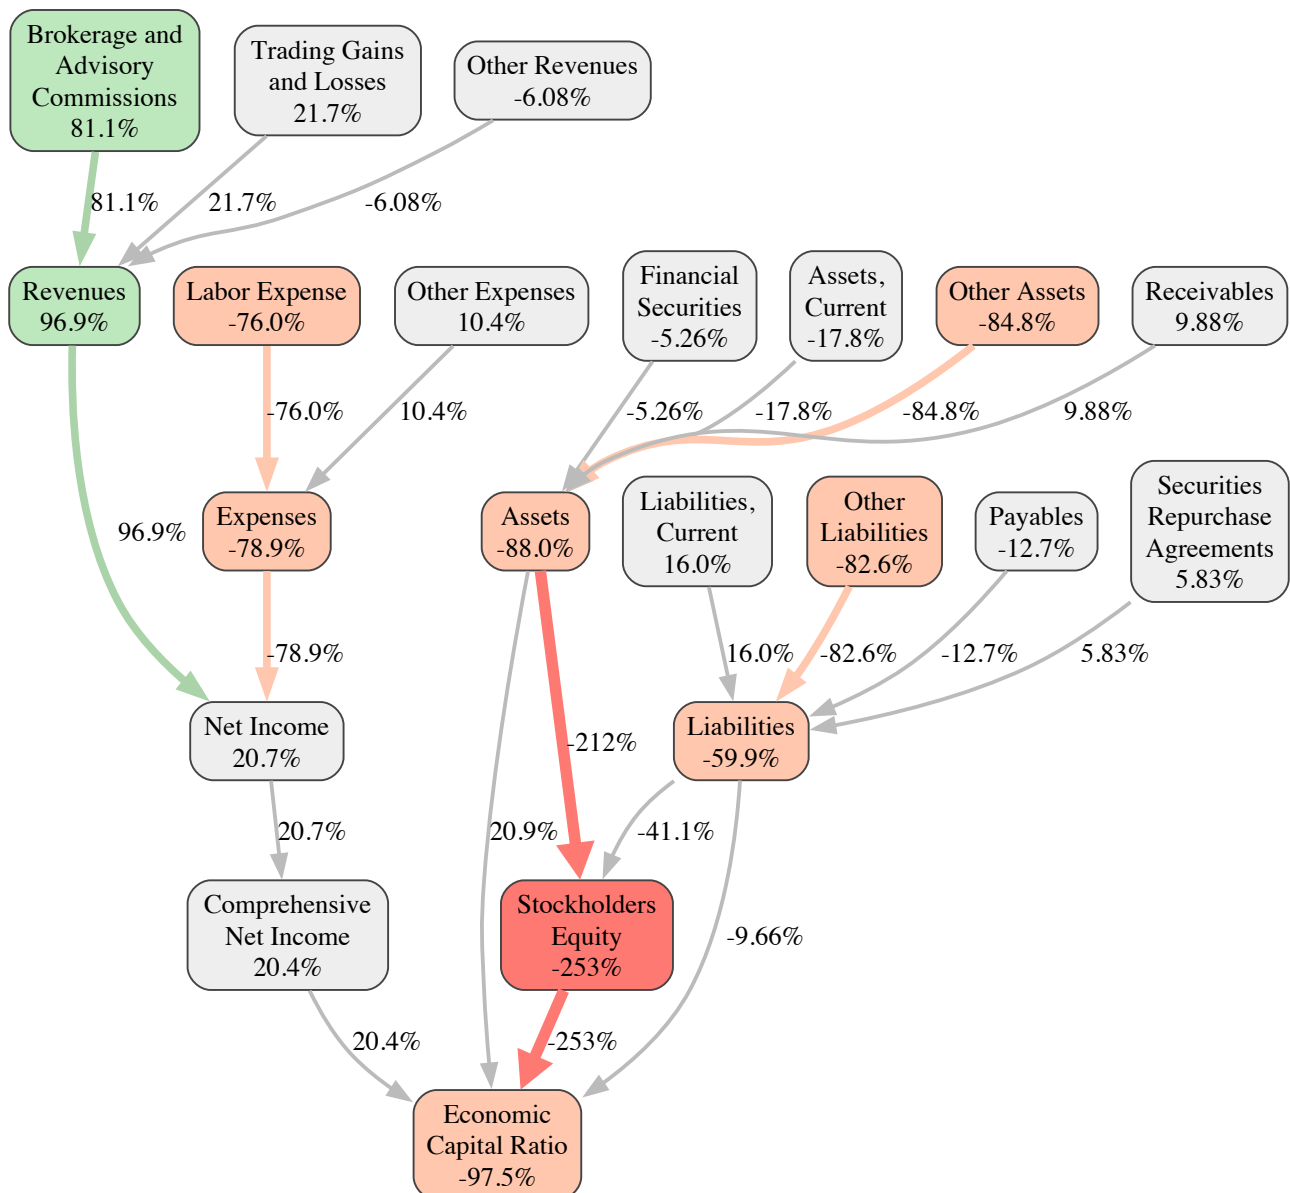 Brokerage and
Advisory
Commissions
81.1%
Trading Gains
and Losses
21.7%
Other Revenues
-6.08%
81.1%
21.7%
-6.08%
Revenues
96.9%
Labor Expense
-76.0%
Other Expenses
10.4%
Financial
Securities
-5.26%
Assets,
Current
-17.8%
Other Assets
-84.8%
Receivables
9.88%
-76.0%
10.4%
-5.26%
-17.8%
-84.8%
9.88%
96.9%
Expenses
-78.9%
Assets
-88.0%
Liabilities,
Current
16.0%
Other
Liabilities
-82.6%
Payables
-12.7%
Securities
Repurchase
Agreements
5.83%
-78.9%
16.0%
-82.6%
-12.7%
5.83%
Net Income
20.7%
-212%
Liabilities
-59.9%
20.7%
20.9%
-41.1%
Comprehensive
Net Income
20.4%
Stockholders
Equity
-253%
-9.66%
20.4%
-253%
Economic
Capital Ratio
-97.5%